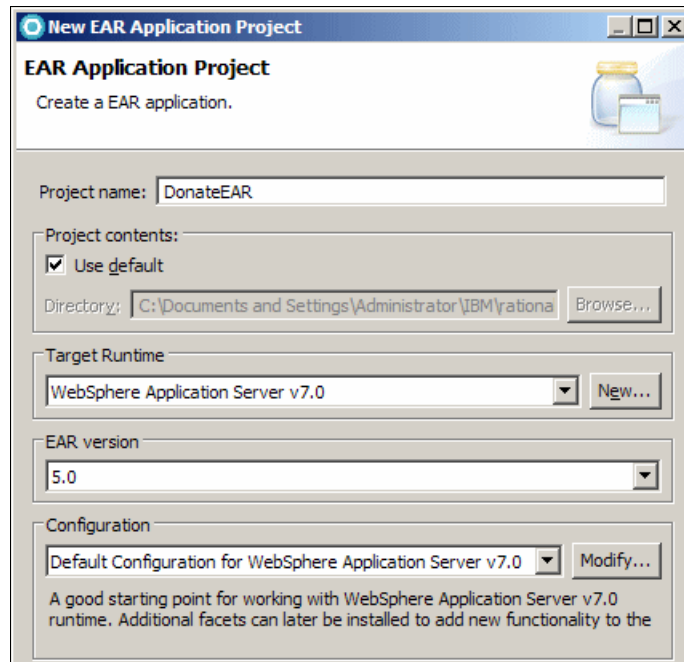 New EAR Application Project
EAR Application Project
Create a EAR application.
Project name: DonateEAR
Project contents:
Use default
Directory: C:\Documents and Settings\Administrator\IBM\rationa Browse...
Target Runtime
WebSphere Application Server v7.0 New...
EAR version
5.0
Configuration
Default Configuration for WebSphere Application Server v7.0 Modify...
A good starting point for working with WebSphere Application Server v7.0
runtime. Additional facets can later be installed to add new functionality to the